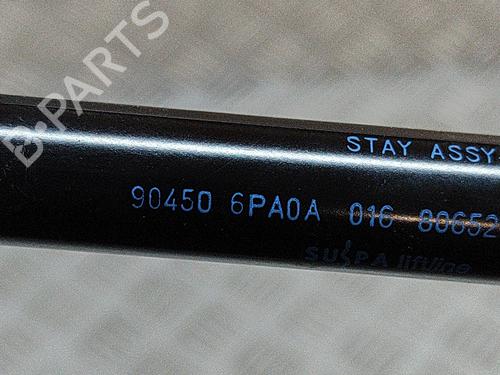 B·PARTS
STAY ASSY
90450 6PA0A 016 80652
SUSPA liftline